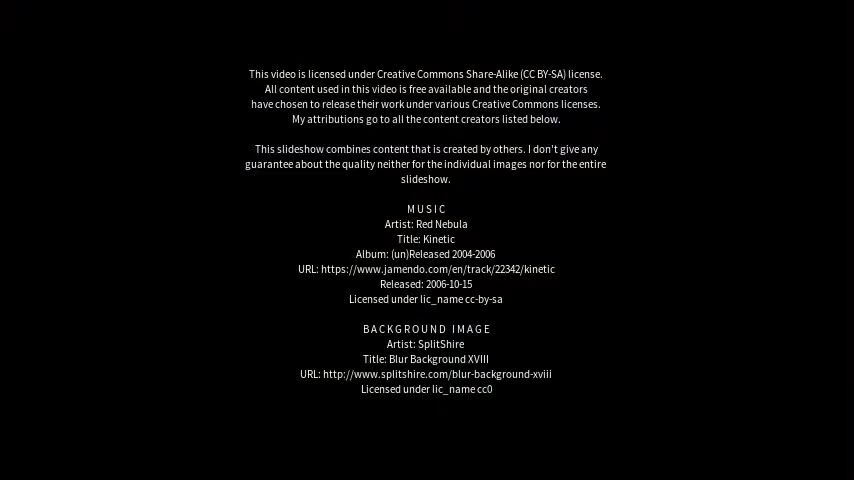 This video is licensed under Creative Commons Share-Alike (CC BY-SA) license.
All content used in this video is free available and the original creators
have chosen to release their work under various Creative Commons licenses.
My attributions go to all the content creators listed below.
This slideshow combines content that is created by others. I don't give any
guarantee about the quality neither for the individual images nor for the entire
slideshow.
MUSIC
Artist: Red Nebula
Title: Kinetic
Album: (un)Released 2004-2006
URL: https://www.jamendo.com/en/track/22342/kinetic
Released: 2006-10-15
Licensed under lic_name cc-by-sa
BACKGROUND IMAGE
Artist: SplitShire
Title: Blur Background XVIII
URL: http://www.splitshire.com/blur-background-xviii
Licensed under lic_name cc0